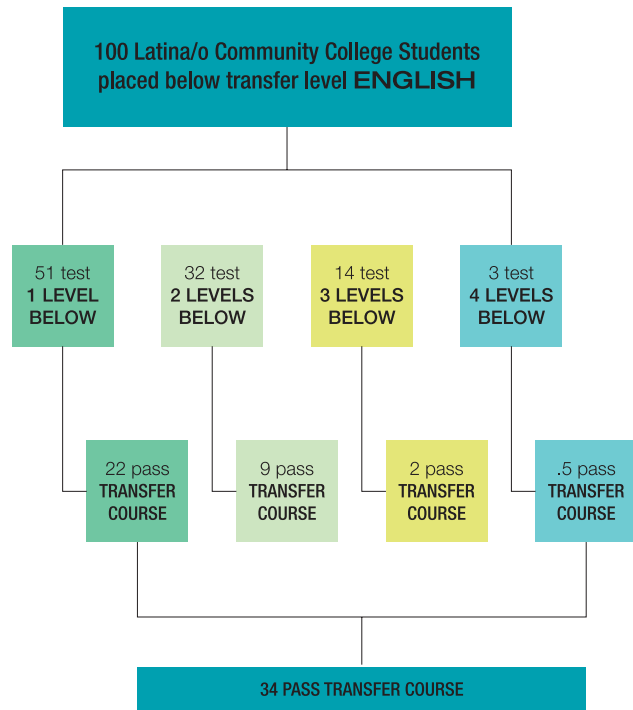 100 Latina/o Community College Students
placed below transfer level ENGLISH
51 test
1 LEVEL
BELOW
32 test
2 LEVELS
BELOW
14 test
3 LEVELS
BELOW
3 test
4 LEVELS
BELOW
22 pass
TRANSFER
COURSE
9 pass
TRANSFER
COURSE
2 pass
TRANSFER
COURSE
.5 pass
TRANSFER
COURSE
34 PASS TRANSFER COURSE